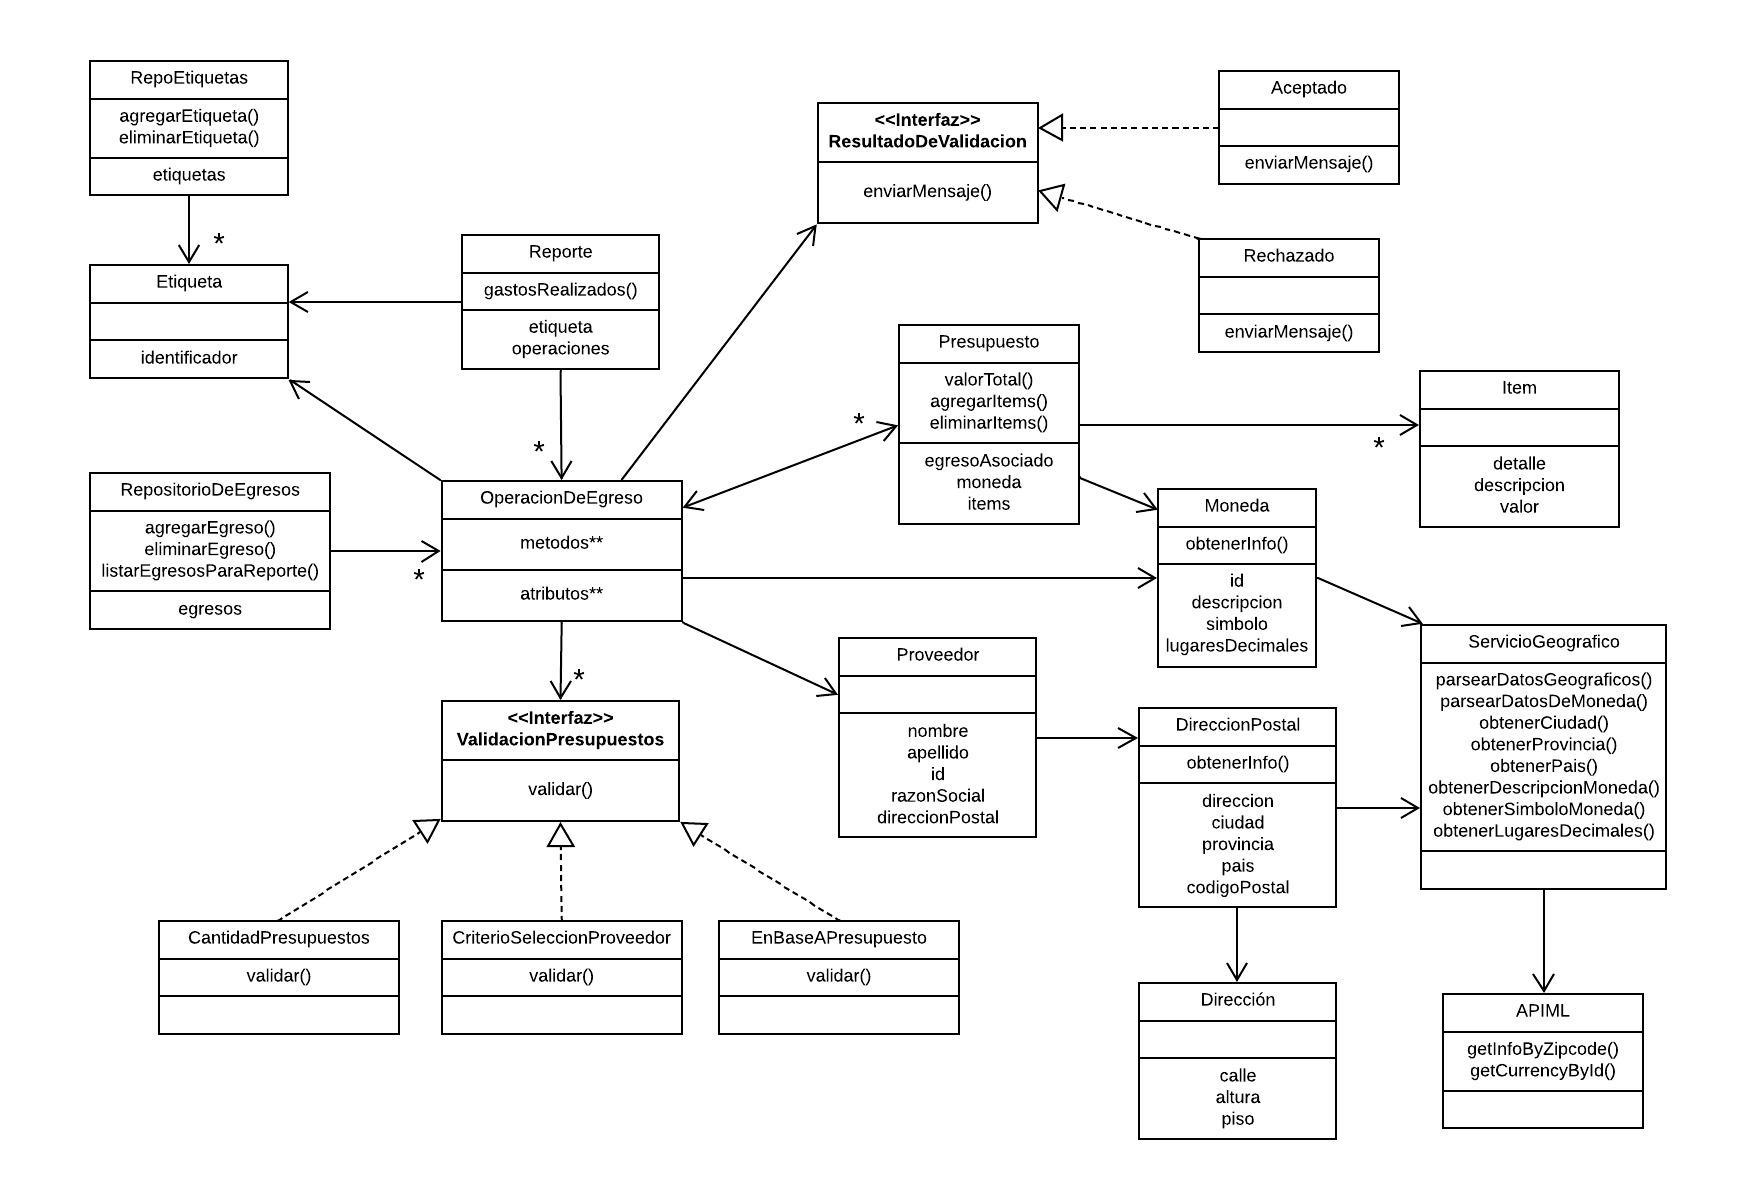 RepoEtiquetas
agregarEtiqueta()
eliminarEtiqueta()
etiquetas
*
Etiqueta
identificador
Reporte
gastosRealizados()
etiqueta
operaciones
*
<<Interfaz>>
ResultadoDeValidacion
enviarMensaje()
Aceptado
enviarMensaje()
Rechazado
enviarMensaje()
Presupuesto
valorTotal()
agregarItems()
eliminarItems()
egresoAsociado
moneda
items
*
Item
detalle
descripcion
valor
*
RepositorioDeEgresos
agregarEgreso()
eliminarEgreso()
listarEgresosParaReporte()
egresos
*
OperacionDeEgreso
metodos**
atributos**
Moneda
obtenerInfo()
id
descripcion
simbolo
lugaresDecimales
*
<<Interfaz>>
ValidacionPresupuestos
validar()
Proveedor
nombre
apellido
id
razonSocial
direccionPostal
DireccionPostal
obtenerInfo()
direccion
ciudad
provincia
pais
codigoPostal
ServicioGeografico
parsearDatosGeograficos()
parsearDatosDeMoneda()
obtenerCiudad()
obtenerProvincia()
obtenerPais()
obtenerDescripcionMoneda()
obtenerSimboloMoneda()
obtenerLugaresDecimales()
CantidadPresupuestos
validar()
CriterioSeleccionProveedor
validar()
EnBaseAPresupuesto
validar()
Dirección
calle
altura
piso
APIML
getInfoByZipcode()
getCurrencyById()